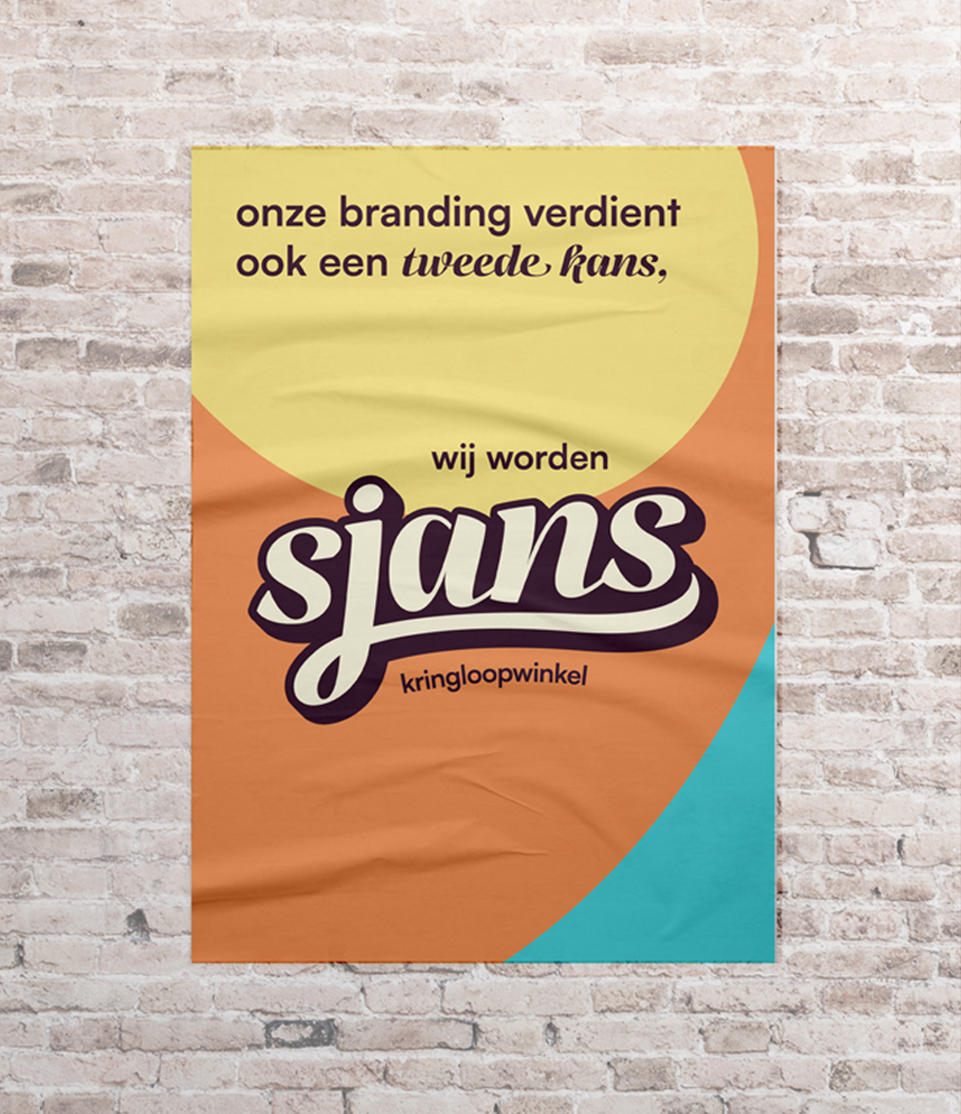 onze branding verdient
ook een tweede kans,
wij worden
sjans
kringloopwinkel